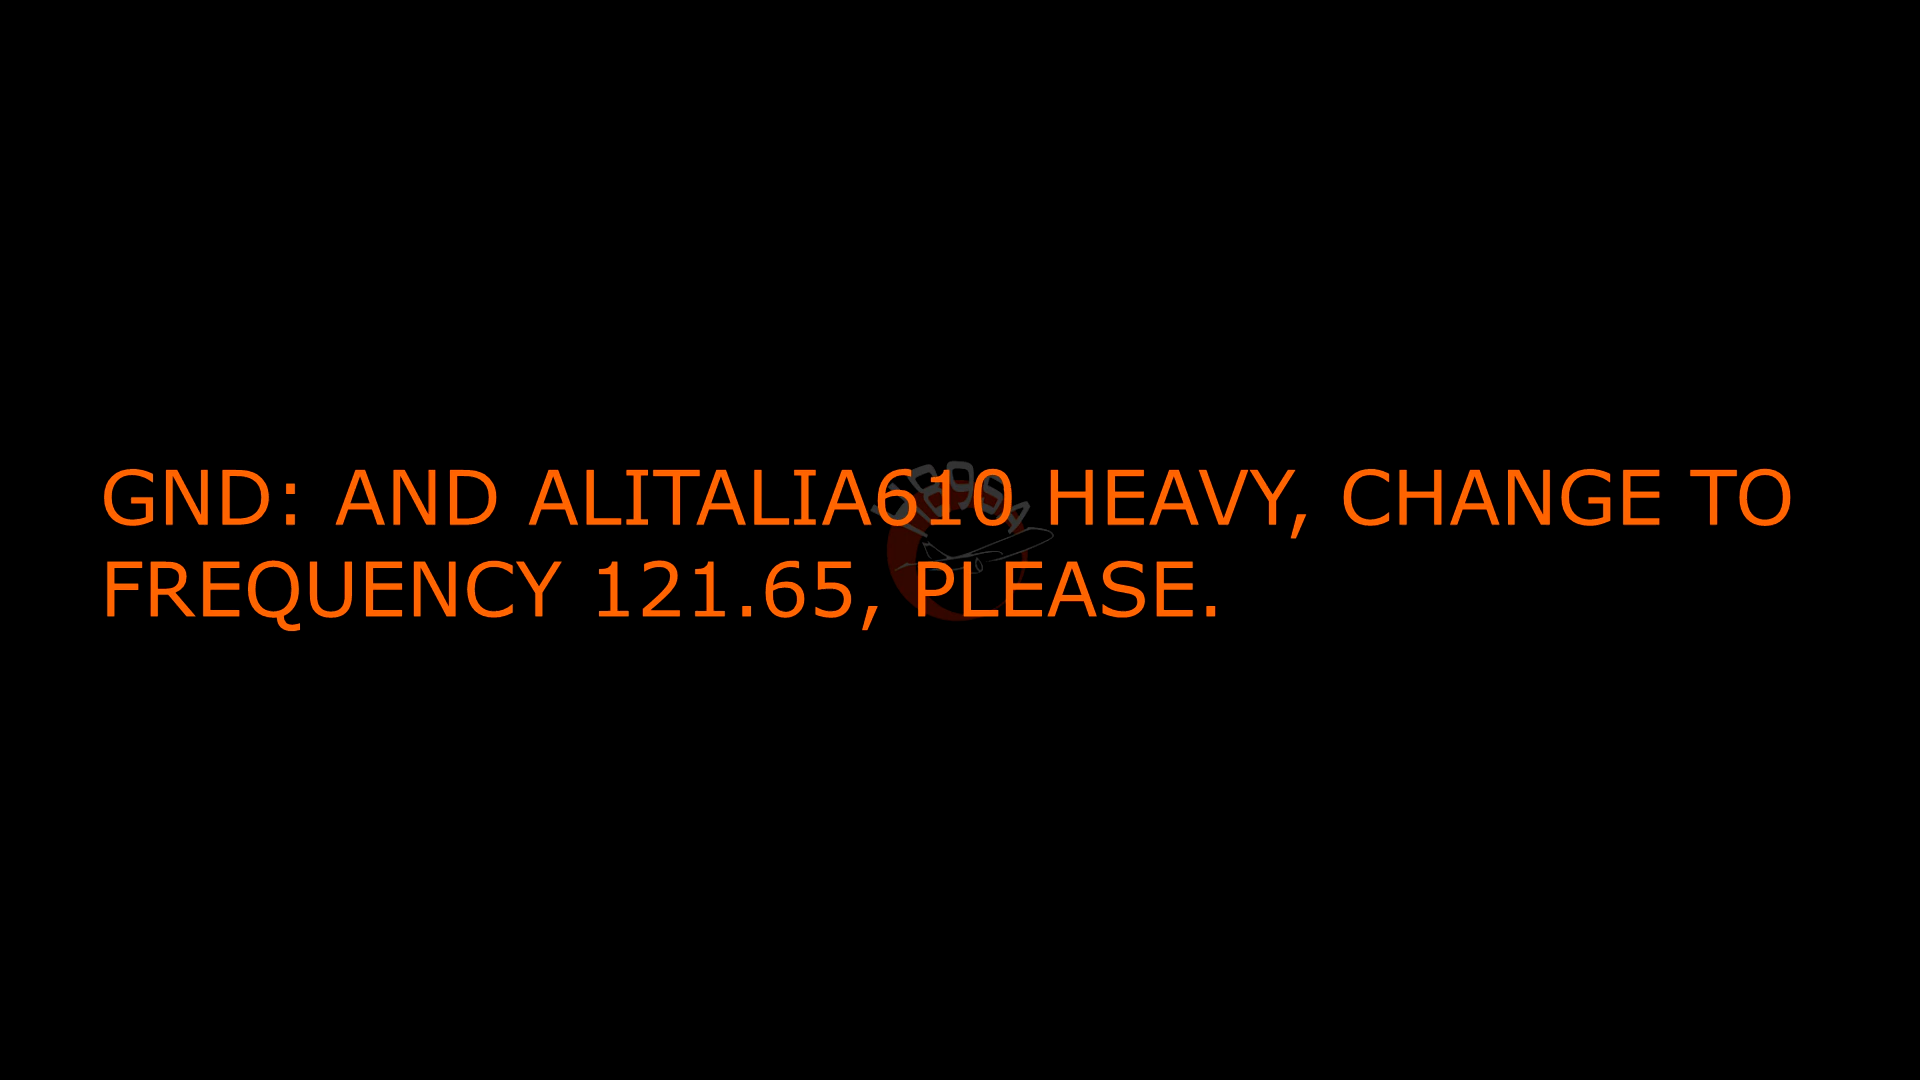 GND: AND ALITALIA610 HEAVY, CHANGE TO
FREQUENCY 121.65, PLEASE.